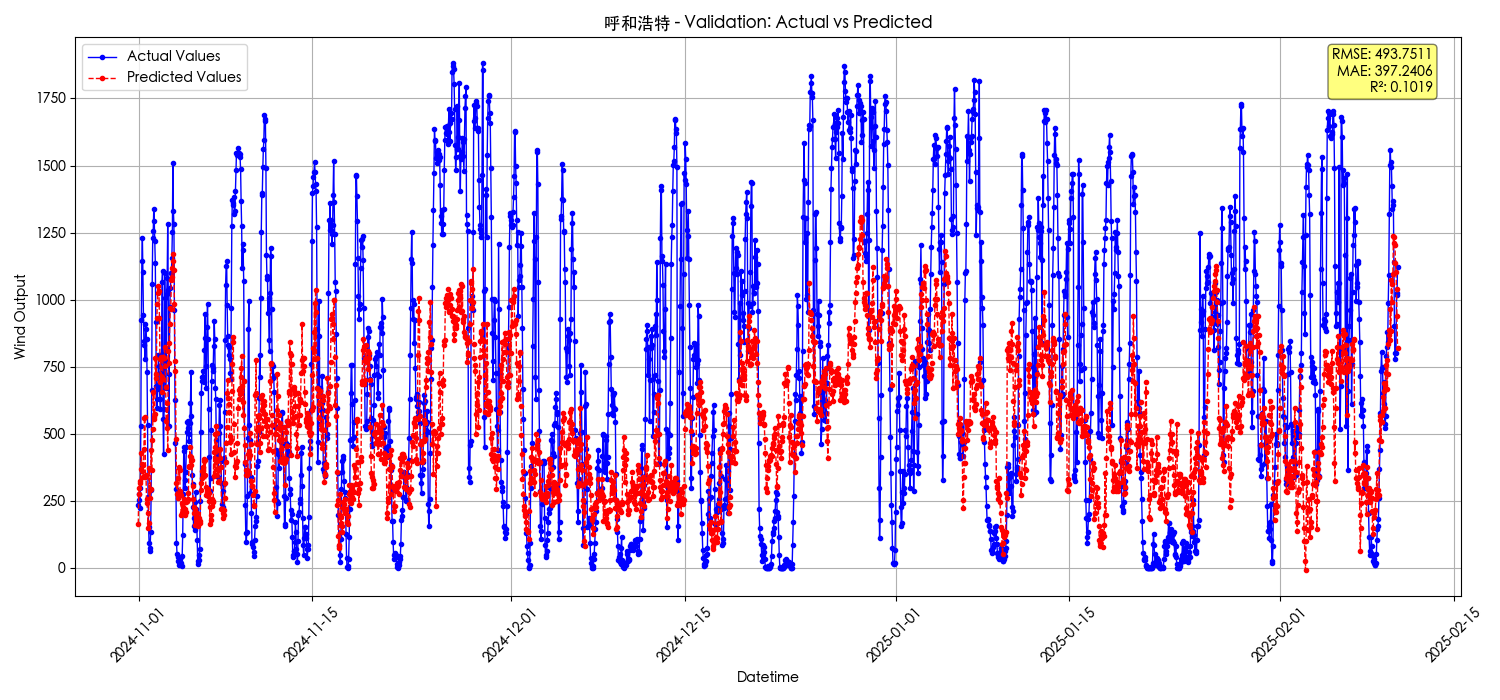 呼和浩特 - Validation: Actual vs Predicted
Actual Values
Predicted Values
RMSE: 493.7511
MAE: 397.2406
R²: 0.1019
Wind Output
1750
1500
1250
1000
750
500
250
0
2024-11-01
2024-11-15
2024-12-01
2024-12-15
2025-01-01
2025-01-15
2025-02-01
2025-02-15
Datetime